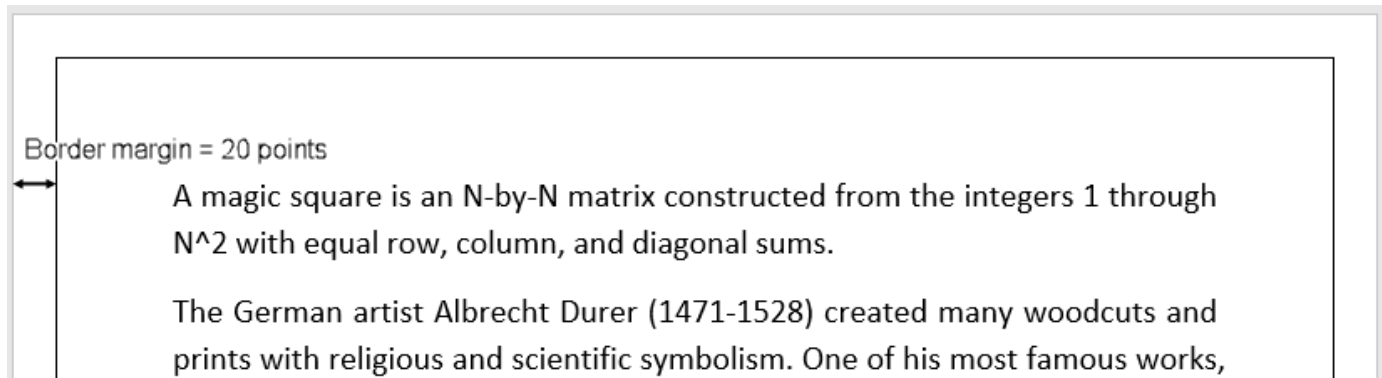 Border margin = 20 points
A magic square is an N-by-N matrix constructed from the integers 1 through
N^2 with equal row, column, and diagonal sums.
The German artist Albrecht Durer (1471-1528) created many woodcuts and
prints with religious and scientific symbolism. One of his most famous works,